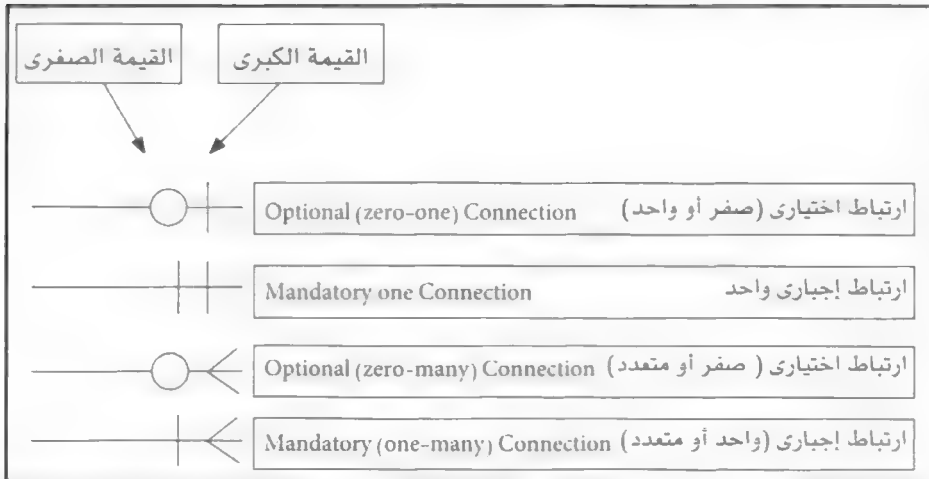 القيمة الصغرى
القيمة الكبرى
Optional (zero-one) Connection ارتباط اختيارى (صفر أو واحد)
Mandatory one Connection ارتباط إجبارى واحد
Optional (zero-many) Connection ارتباط اختيارى ( صفر أو متعدد)
Mandatory (one-many) Connection ارتباط إجبارى (واحد أو متعدد)